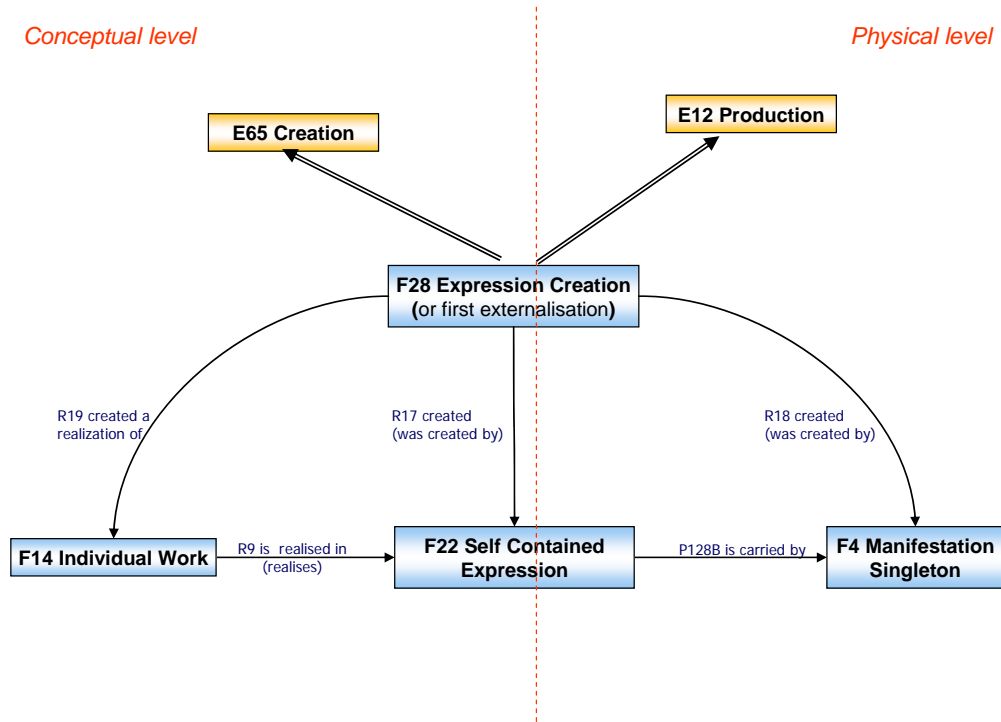 Conceptual level
Physical level
E65 Creation
E12 Production
F28 Expression Creation
(or first externalisation)
R19 created a
realization of
R17 created
(was created by)
R18 created
(was created by)
F14 Individual Work
R9 is realised in
(realises)
F22 Self Contained
Expression
P128B is carried by
F4 Manifestation
Singleton